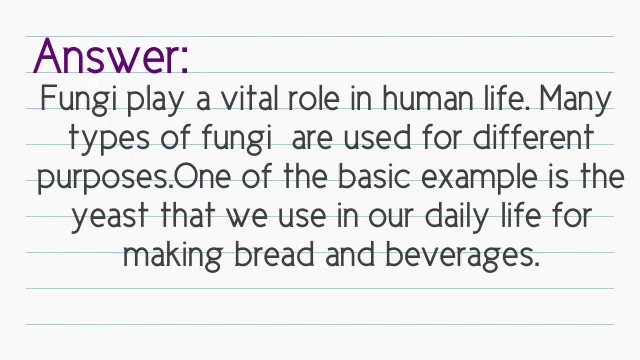 Answer:
Fungi play a vital role in human life. Many
types of fungi  are used for different
purposes.One of the basic example is the
yeast that we use in our daily life for
making bread and beverages.